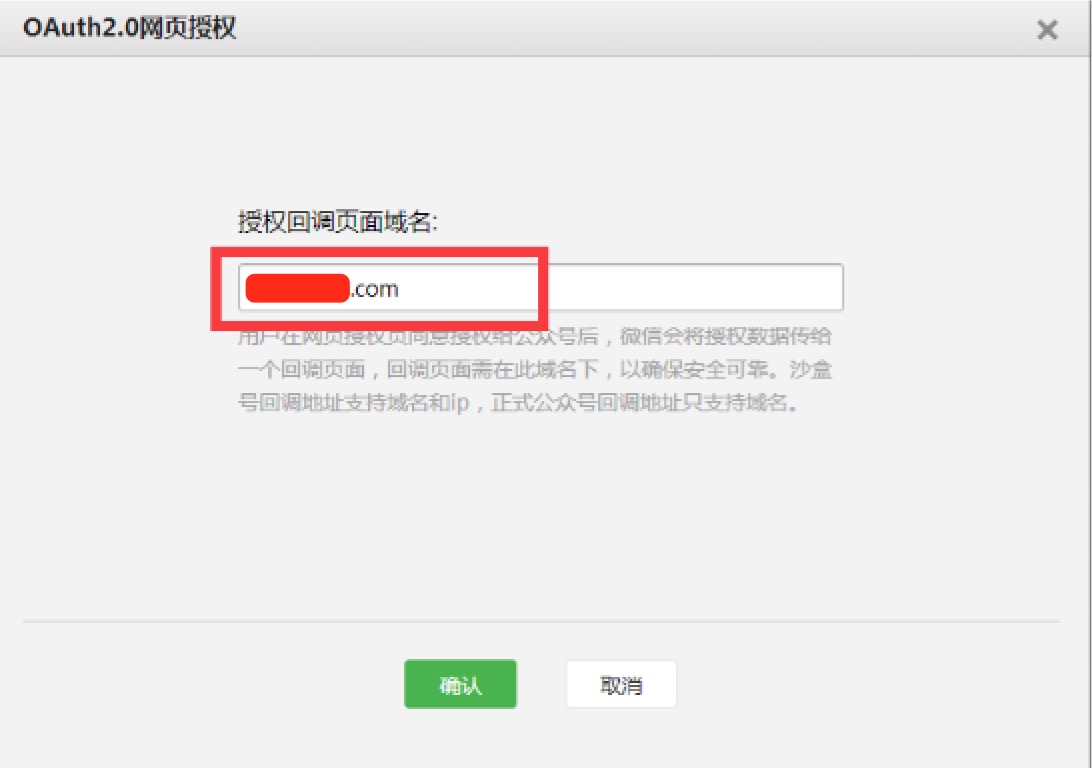 OAuth2.0网页授权
授权回调页面域名:
.com
用户在网页授权页同意授权给公众号后，微信会将授权数据传给
一个回调页面，回调页面需在此域名下，以确保安全可靠。沙盒
号回调地址支持域名和ip，正式公众号回调地址只支持域名。
确认
取消